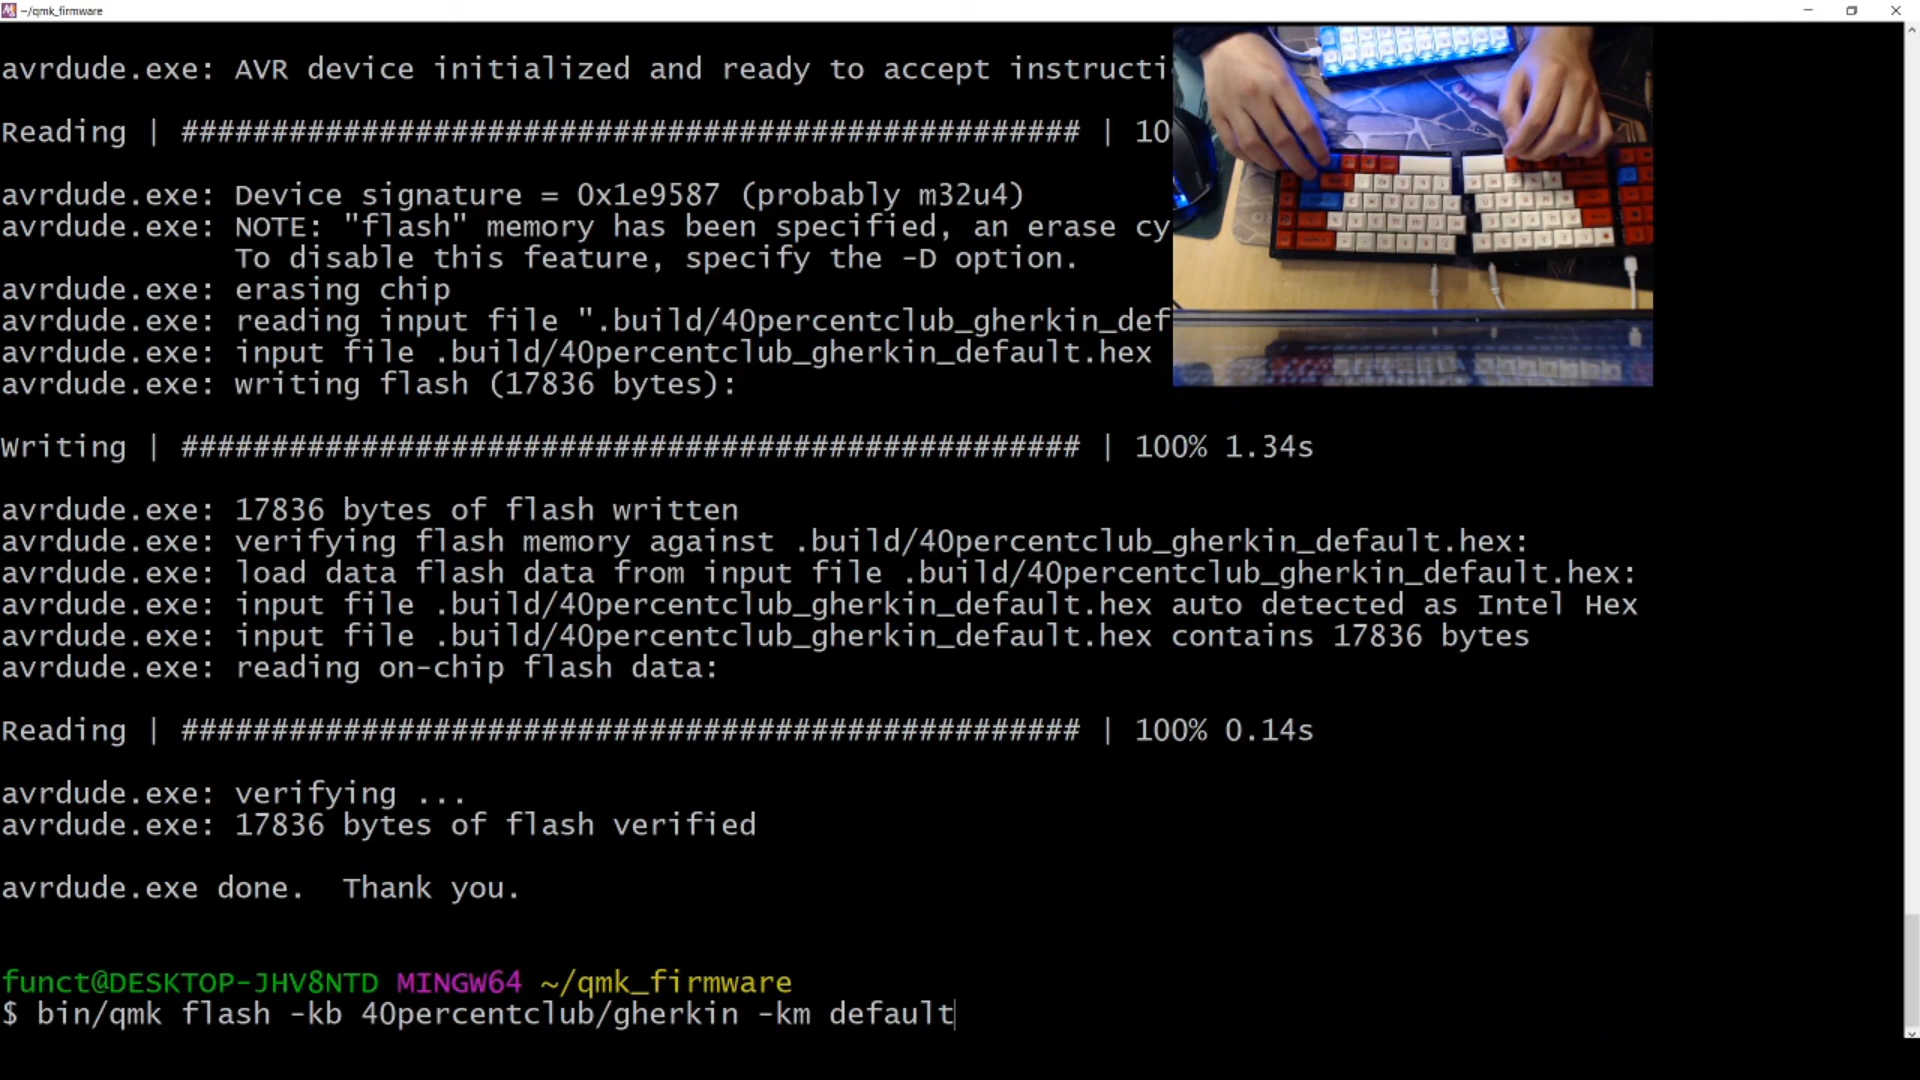 ~/qmk_firmware
avrdude.exe: AVR device initialized and ready to accept instructi
Reading | ################################################## | 10
avrdude.exe: Device signature = 0x1e9587 (probably m32u4)
avrdude.exe: NOTE: "flash" memory has been specified, an erase cy
To disable this feature, specify the -D option.
avrdude.exe: erasing chip
avrdude.exe: reading input file ".build/40percentclub_gherkin_def
avrdude.exe: input file .build/40percentclub_gherkin_default.hex
avrdude.exe: writing flash (17836 bytes):
Writing | ################################################## | 100% 1.34s
avrdude.exe: 17836 bytes of flash written
avrdude.exe: verifying flash memory against .build/40percentclub_gherkin_default.hex:
avrdude.exe: load data flash data from input file .build/40percentclub_gherkin_default.hex:
avrdude.exe: input file .build/40percentclub_gherkin_default.hex auto detected as Intel Hex
avrdude.exe: input file .build/40percentclub_gherkin_default.hex contains 17836 bytes
avrdude.exe: reading on-chip flash data:
Reading | ################################################## | 100% 0.14s
avrdude.exe: verifying ...
avrdude.exe: 17836 bytes of flash verified
avrdude.exe done.  Thank you.
funct@DESKTOP-JHV8NTD MINGW64 ~/qmk_firmware
$ bin/qmk flash -kb 40percentclub/gherkin -km default